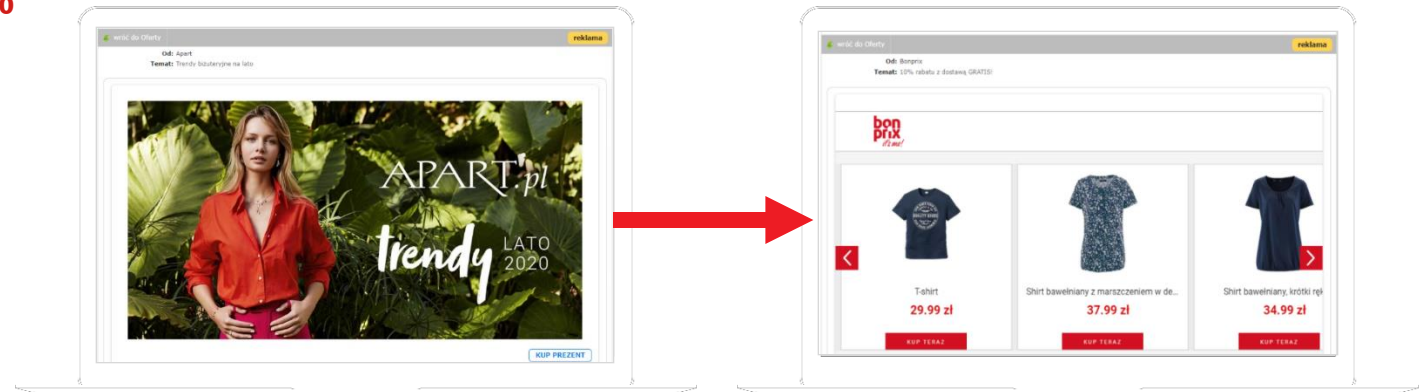 wróć do Oferty
reklama
Od: Apart
Temat: Trendy biżuteryjne na lato
APART.pl
trendy
LATO
2020
KUP PREZENT
wróć do Oferty
reklama
Od: Bonprix
Temat: 10% rabatu z dostawą GRATIS!
bon
prix
it's me!
T-shirt
29.99 zł
KUP TERAZ
Shirt bawełniany z marszczeniem w de...
37.99 zł
KUP TERAZ
Shirt bawełniany, krótki ręk
34.99 zł
KUP TERAZ